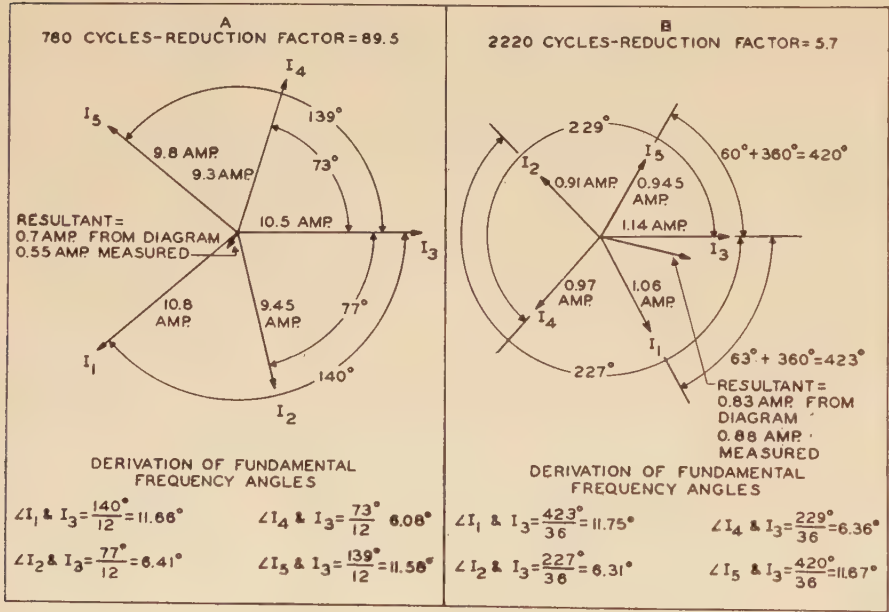 A
780 CYCLES-REDUCTION FACTOR=89.5
I4
139°
I5
9.8 AMP.
9.3 AMP.
73°
10.5 AMP.
I3
RESULTANT=
0.7 AMP. FROM DIAGRAM
0.55 AMP. MEASURED
10.8
AMP.
9.45
AMP.
77°
I1
140°
I2
DERIVATION OF FUNDAMENTAL
FREQUENCY ANGLES
∠I1 & I3=140°/12=11.66°
∠I4 & I3=73°/12 6.08°
∠I2 & I3=77°/12=6.41°
∠I5 & I3=139°/12=11.58°
B
2220 CYCLES-REDUCTION FACTOR=5.7
229°
I5
60°+360°=420°
I2
0.91 AMP.
0.945
AMP.
1.14 AMP.
I3
0.97
AMP.
1.06
AMP.
I4
I1
227°
63°+360°=423°
RESULTANT=
0.83 AMP. FROM
DIAGRAM
0.88 AMP.
MEASURED
DERIVATION OF FUNDAMENTAL
FREQUENCY ANGLES
∠I1 & I3=423°/36=11.75°
∠I4 & I3=229°/36=6.36°
∠I2 & I3=227°/36=6.31°
∠I5 & I3=420°/36=11.67°